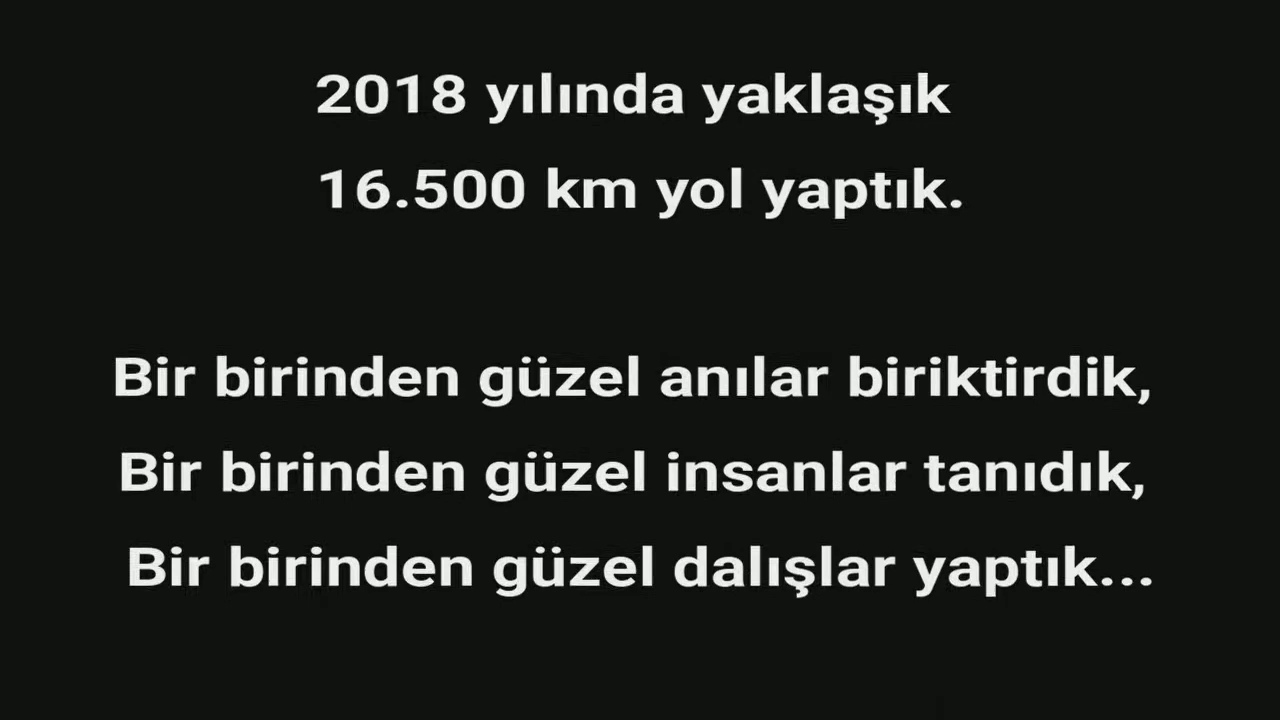 2018 yılında yaklaşık
16.500 km yol yaptık.
Bir birinden güzel anılar biriktirdik,
Bir birinden güzel insanlar tanıdık,
Bir birinden güzel dalışlar yaptık...